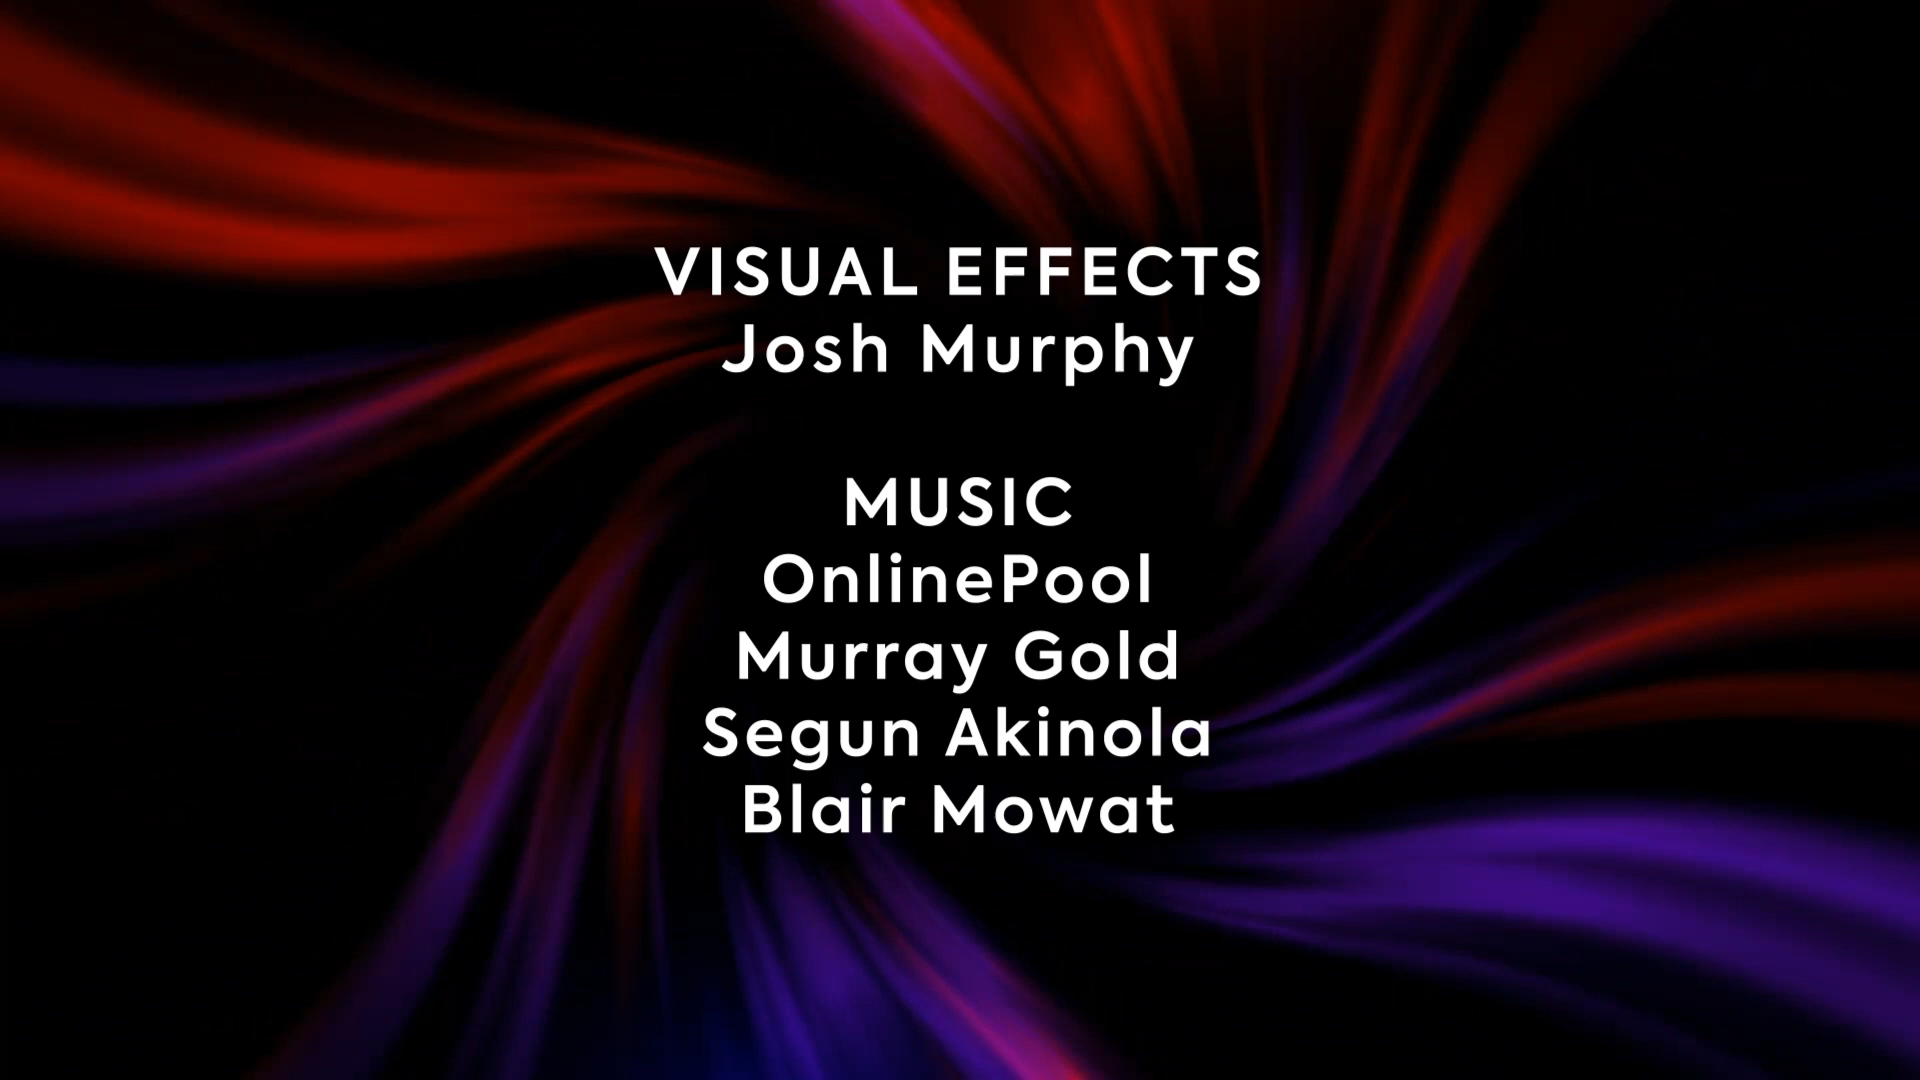 VISUAL EFFECTS
Josh Murphy
MUSIC
OnlinePool
Murray Gold
Segun Akinola
Blair Mowat